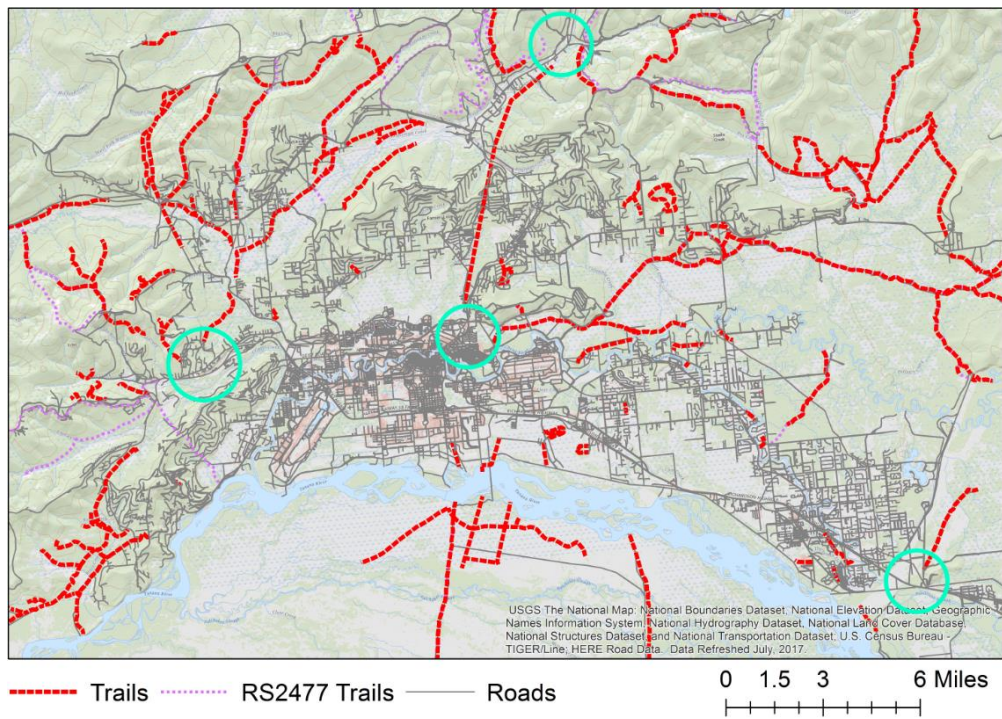 USGS The National Map: National Boundaries Dataset, National Elevation Dataset, Geographic
Names Information System, National Hydrography Dataset, National Land Cover Database,
National Structures Dataset, and National Transportation Dataset; U.S. Census Bureau -
TIGER/Line; HERE Road Data. Data Refreshed July, 2017.
Trails
RS2477 Trails
Roads
0 1.5 3 6 Miles